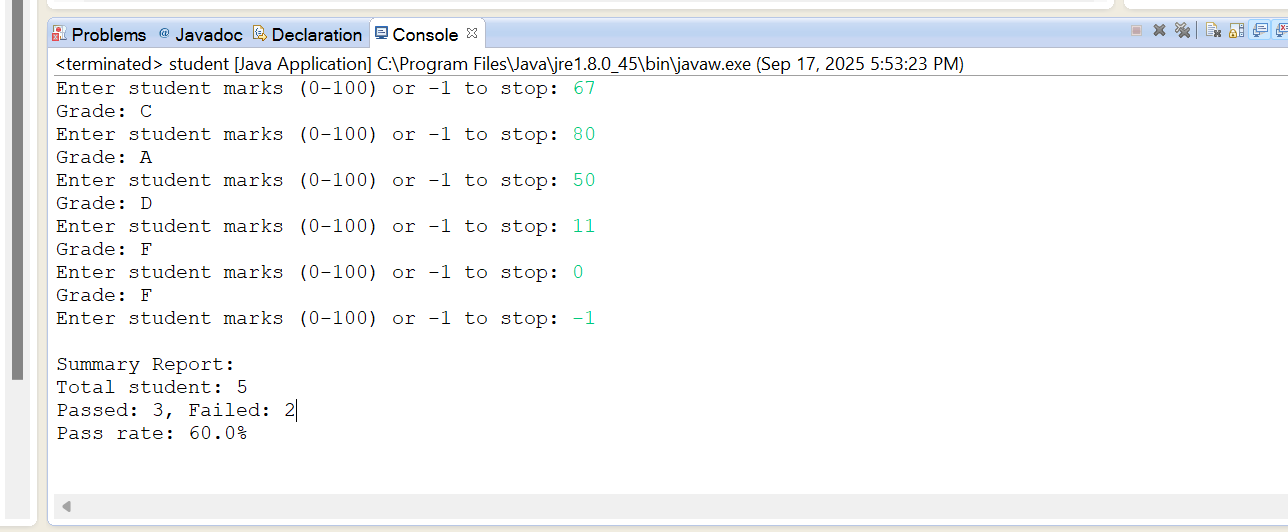 Problems @ Javadoc Declaration Console
<terminated> student [Java Application] C:\Program Files\Java\jre1.8.0_45\bin\javaw.exe (Sep 17, 2025 5:53:23 PM)
Enter student marks (0-100) or -1 to stop: 67
Grade: C
Enter student marks (0-100) or -1 to stop: 80
Grade: A
Enter student marks (0-100) or -1 to stop: 50
Grade: D
Enter student marks (0-100) or -1 to stop: 11
Grade: F
Enter student marks (0-100) or -1 to stop: 0
Grade: F
Enter student marks (0-100) or -1 to stop: -1
Summary Report:
Total student: 5
Passed: 3, Failed: 2
Pass rate: 60.0%